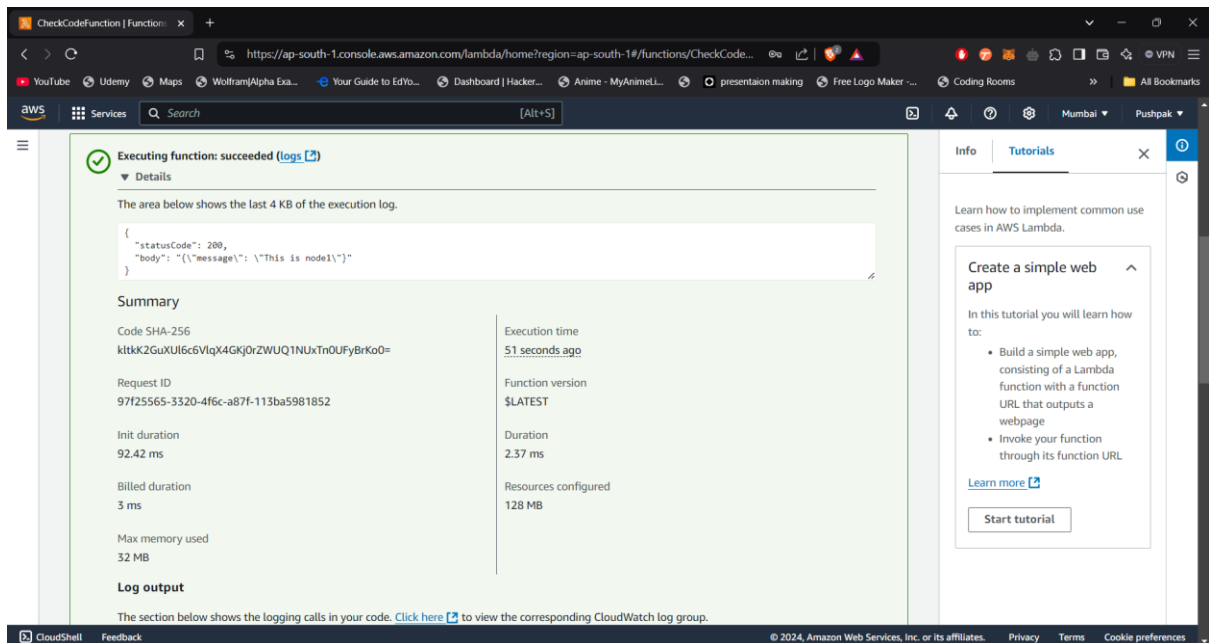 CheckCodeFunction | Functions
https://ap-south-1.console.aws.amazon.com/lambda/home?region=ap-south-1#/functions/CheckCode...
VPN
YouTube Udemy Maps Wolfram|Alpha Exa... Your Guide to EdYo... Dashboard | Hacker... Anime - MyAnimeLi... presentaion making Free Logo Maker -... Coding Rooms » All Bookmarks
aws Services Search [Alt+S] Mumbai Pushpak
Executing function: succeeded (logs)
Details
The area below shows the last 4 KB of the execution log.
{
"statusCode": 200,
"body": "{\"message\": \"This is node1\"}"
}
Summary
Code SHA-256
kltkK2GuXUl6c6VlqX4GKj0rZWUQ1NUxTn0UFyBrKo0=
Request ID
97f25565-3320-4f6c-a87f-113ba5981852
Init duration
92.42 ms
Billed duration
3 ms
Max memory used
32 MB
Execution time
51 seconds ago
Function version
$LATEST
Duration
2.37 ms
Resources configured
128 MB
Log output
The section below shows the logging calls in your code. Click here to view the corresponding CloudWatch log group.
Info Tutorials
Learn how to implement common use
cases in AWS Lambda.
Create a simple web
app
In this tutorial you will learn how
to:
• Build a simple web app,
consisting of a Lambda
function with a function
URL that outputs a
webpage
• Invoke your function
through its function URL
Learn more
Start tutorial
CloudShell Feedback © 2024, Amazon Web Services, Inc. or its affiliates. Privacy Terms Cookie preferences